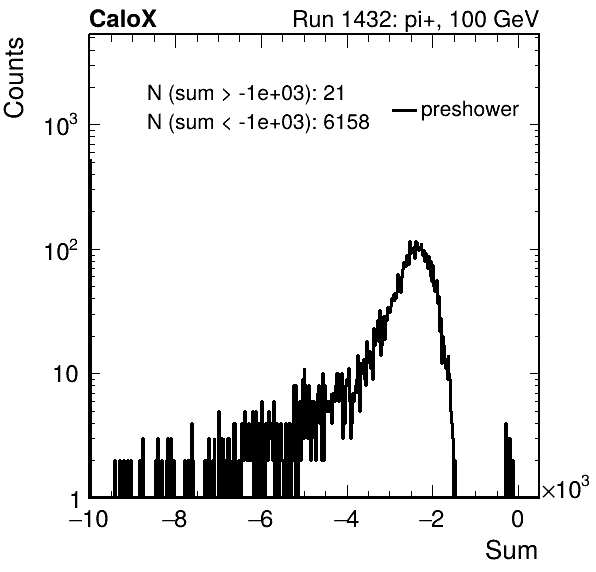 CaloX Run 1432: pi+, 100 GeV
Counts
N (sum > -1e+03): 21
N (sum < -1e+03): 6158
preshower
10³
10²
10
1
−10 −8 −6 −4 −2 0 ×10³
Sum